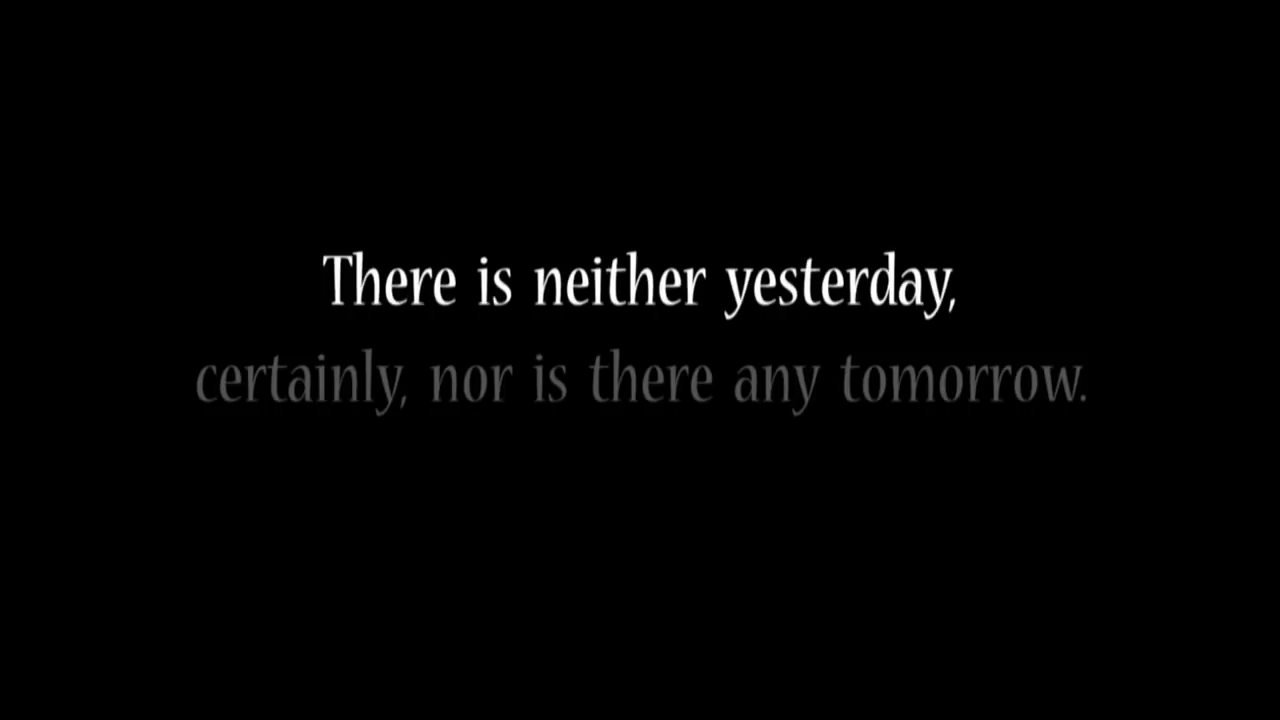 There is neither yesterday,
certainly, nor is there any tomorrow.